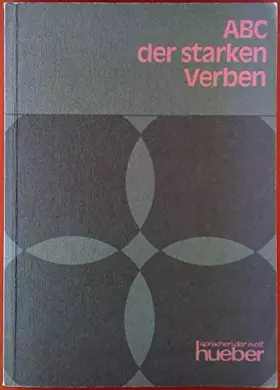 ABC
der starken
Verben
sprachen der welt
hueber